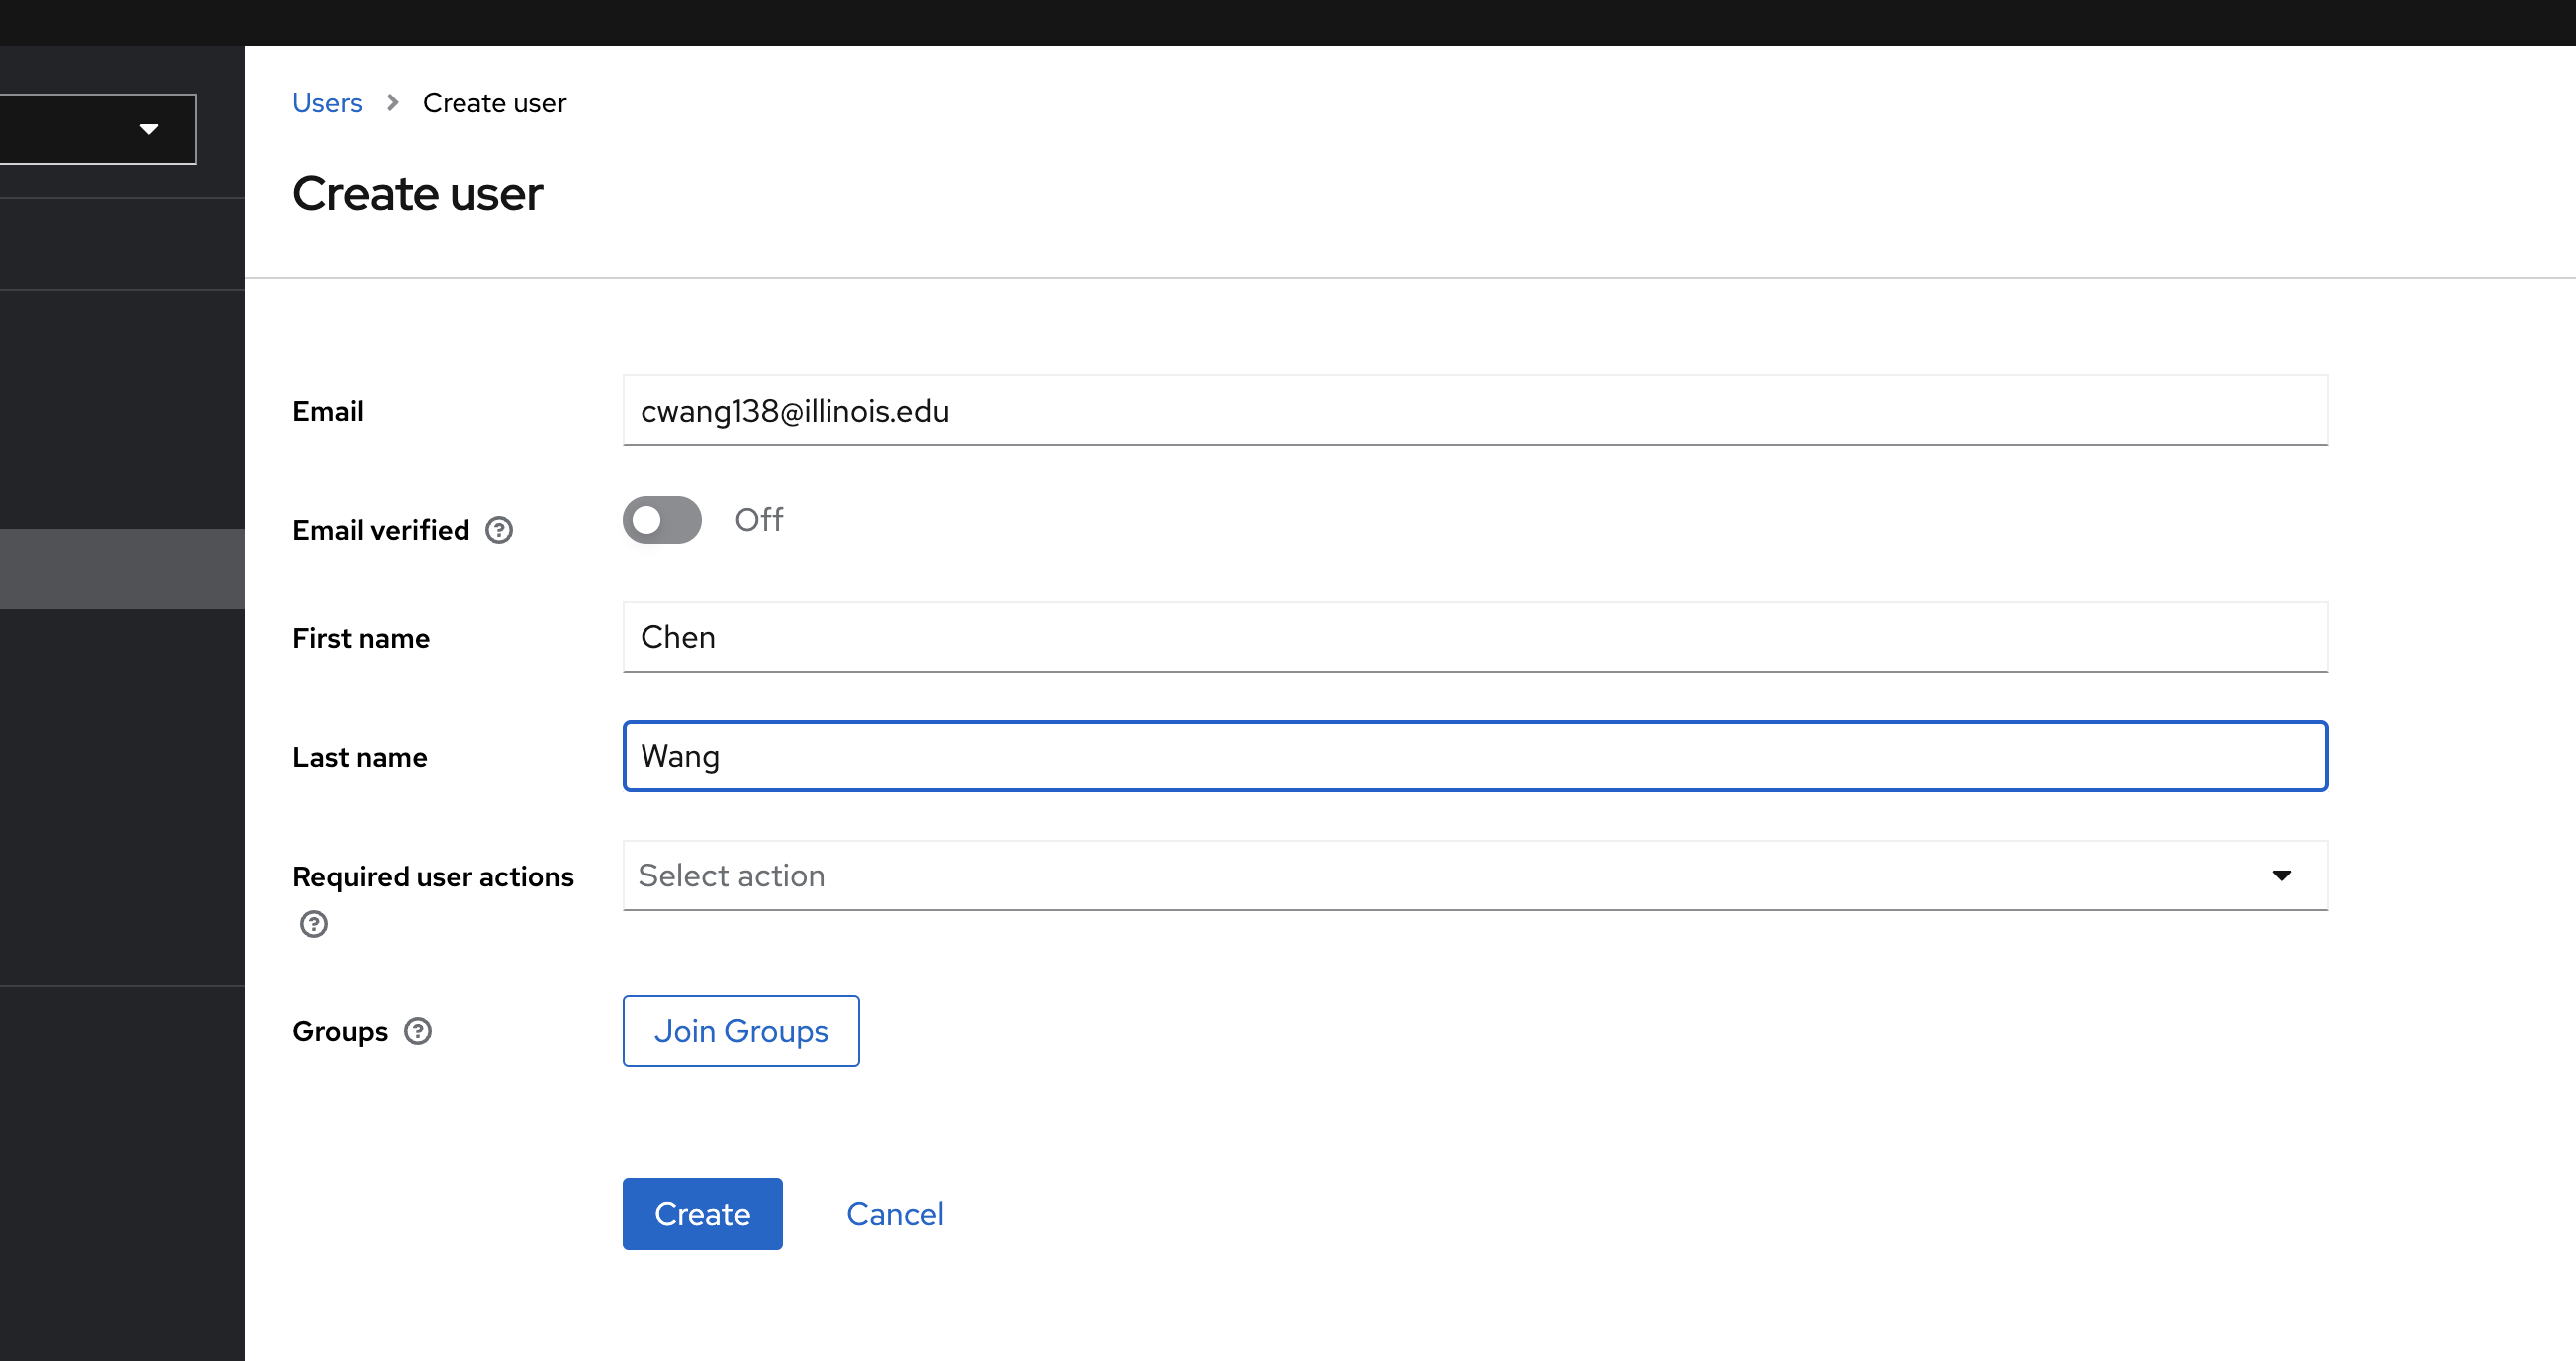 Users > Create user
Create user
Email cwang138@illinois.edu
Email verified ? Off
First name Chen
Last name Wang
Required user actions ? Select action
Groups ? Join Groups
Create Cancel